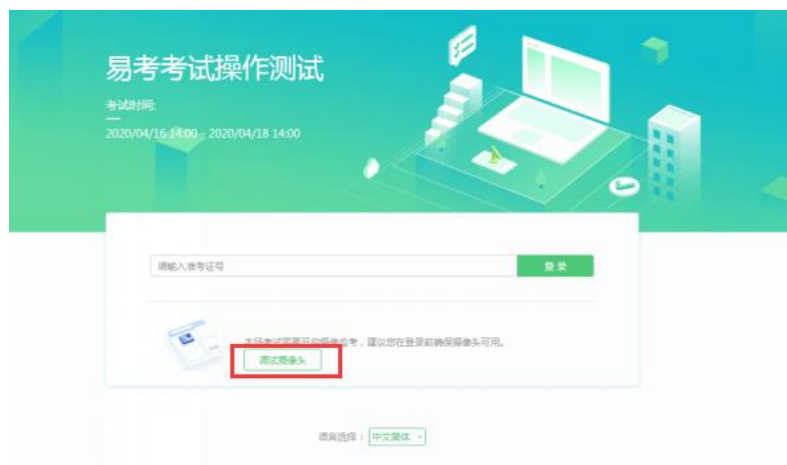 易考考试操作测试
考试时间:
2020/04/16 14:00 - 2020/04/18 14:00
请输入准考证号
登 录
本场考试需要开启摄像监考，建议您在登录前确保摄像头可用。
调试摄像头
语言选择： 中文简体